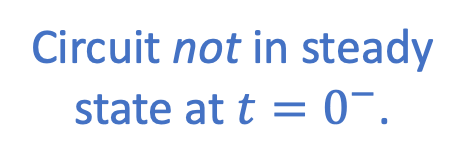 Circuit not in steady
state at t = 0⁻.